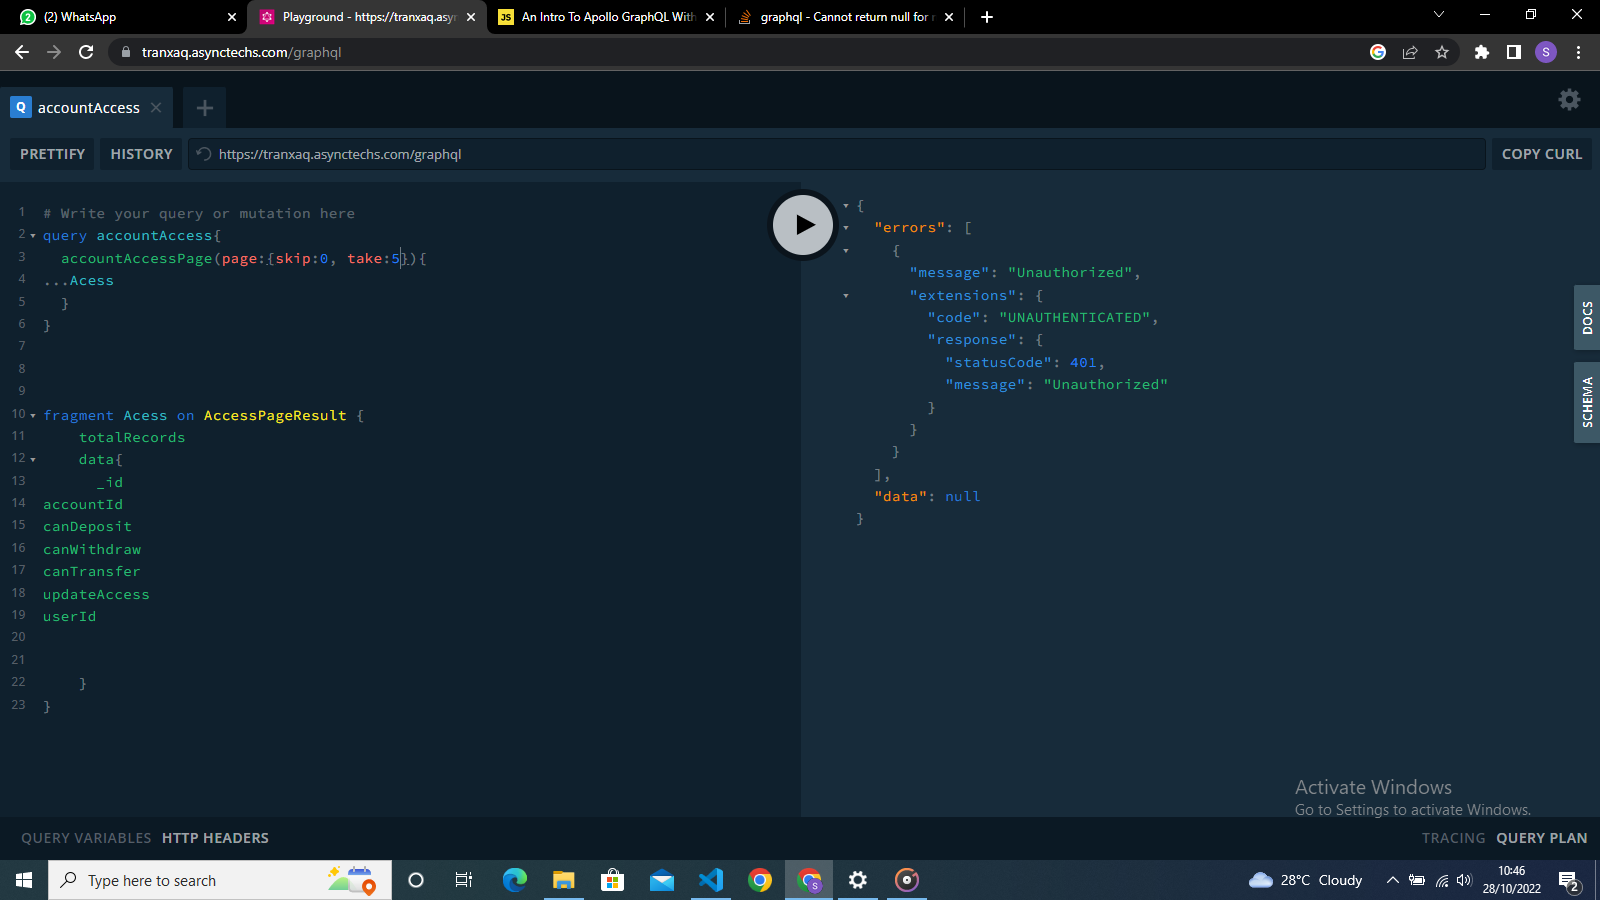 (2) WhatsApp
Playground - https://tranxaq.asyn
An Intro To Apollo GraphQL With
graphql - Cannot return null for n
tranxaq.asynctechs.com/graphql
S
Q accountAccess
PRETTIFY
HISTORY
https://tranxaq.asynctechs.com/graphql
COPY CURL
1 # Write your query or mutation here
2 query accountAccess{
3 accountAccessPage(page:{skip:0, take:5}){
4 ...Acess
5 }
6 }
7
8
9
10 fragment Acess on AccessPageResult {
11 totalRecords
12 data{
13 _id
14 accountId
15 canDeposit
16 canWithdraw
17 canTransfer
18 updateAccess
19 userId
20
21
22 }
23 }
{
"errors": [
{
"message": "Unauthorized",
"extensions": {
"code": "UNAUTHENTICATED",
"response": {
"statusCode": 401,
"message": "Unauthorized"
}
}
}
],
"data": null
}
DOCS
SCHEMA
Activate Windows
Go to Settings to activate Windows.
QUERY VARIABLES HTTP HEADERS
TRACING QUERY PLAN
Type here to search
28°C Cloudy
10:46
28/10/2022
2